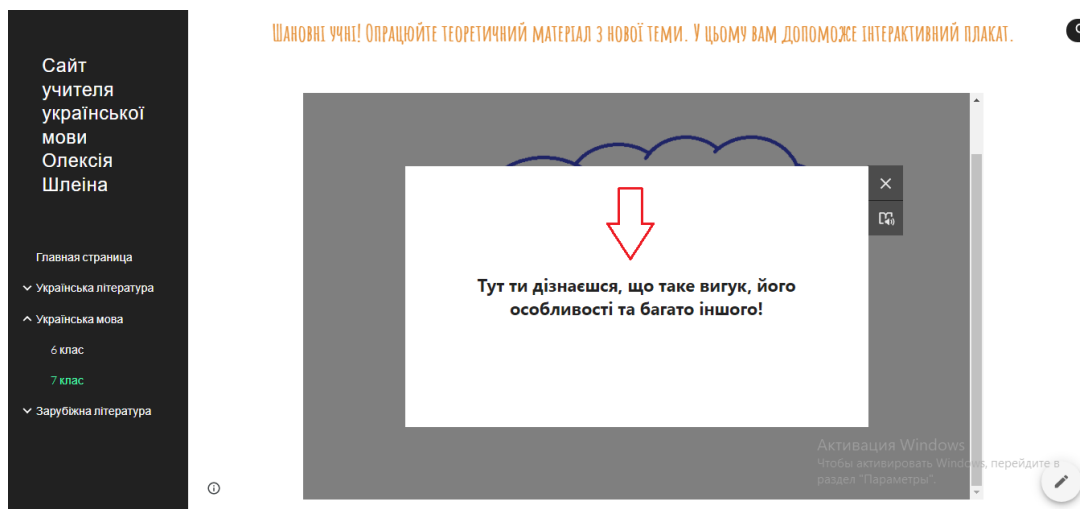 Сайт
учителя
української
мови
Олексія
Шлеіна
Главная страница
Українська література
Українська мова
6 клас
7 клас
Зарубіжна література
Шановні учні! Опрацюйте теоретичний матеріал з нової теми. У цьому вам допоможе інтерактивний плакат.
Тут ти дізнаєшся, що таке вигук, його
особливості та багато іншого!
Активация Windows
Чтобы активировать Windows, перейдите в
раздел "Параметры".